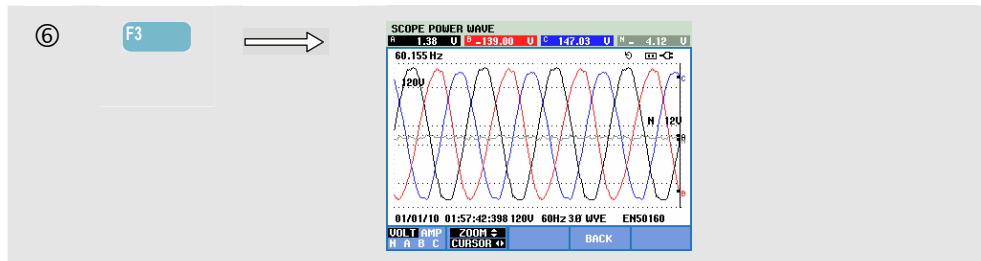 ⑥
F3
SCOPE POWER WAVE
A 1.38 V B -139.00 V C 147.03 V N - 4.12 V
60.155 Hz
120V
C
N 12V
A
B
01/01/10 01:57:42:398 120V 60Hz 3Ø WYE EN50160
VOLT AMP ZOOM
N A B C CURSOR
BACK